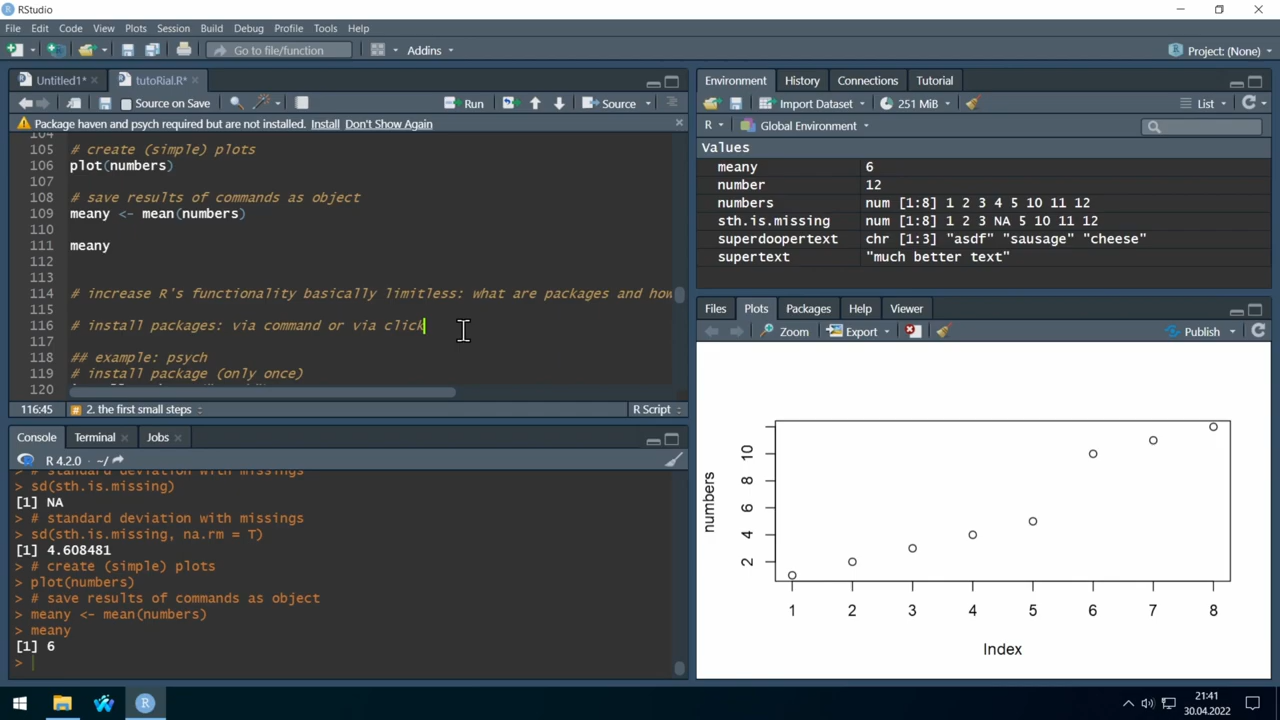 RStudio
File Edit Code View Plots Session Build Debug Profile Tools Help
Go to file/function
Addins
Project: (None)
Untitled1*
tutoRial.R*
Source on Save
Run
Source
Package haven and psych required but are not installed. Install Don't Show Again
104
105 # create (simple) plots
106 plot(numbers)
107
108 # save results of commands as object
109 meany <- mean(numbers)
110
111 meany
112
113
114 # increase R's functionality basically limitless: what are packages and how
115
116 # install packages: via command or via click
117
118 ## example: psych
119 # install package (only once)
120
116:45
2. the first small steps
R Script
Console Terminal Jobs
R 4.2.0 · ~/
> # standard deviation with missings
> sd(sth.is.missing)
[1] NA
> # standard deviation with missings
> sd(sth.is.missing, na.rm = T)
[1] 4.608481
> # create (simple) plots
> plot(numbers)
> # save results of commands as object
> meany <- mean(numbers)
> meany
[1] 6
>
Environment History Connections Tutorial
Import Dataset
251 MiB
List
R
Global Environment
Values
meany 6
number 12
numbers num [1:8] 1 2 3 4 5 10 11 12
sth.is.missing num [1:8] 1 2 3 NA 5 10 11 12
superdoopertext chr [1:3] "asdf" "sausage" "cheese"
supertext "much better text"
Files Plots Packages Help Viewer
Zoom
Export
Publish
numbers
10
8
6
4
2
1 2 3 4 5 6 7 8
Index
21:41
30.04.2022